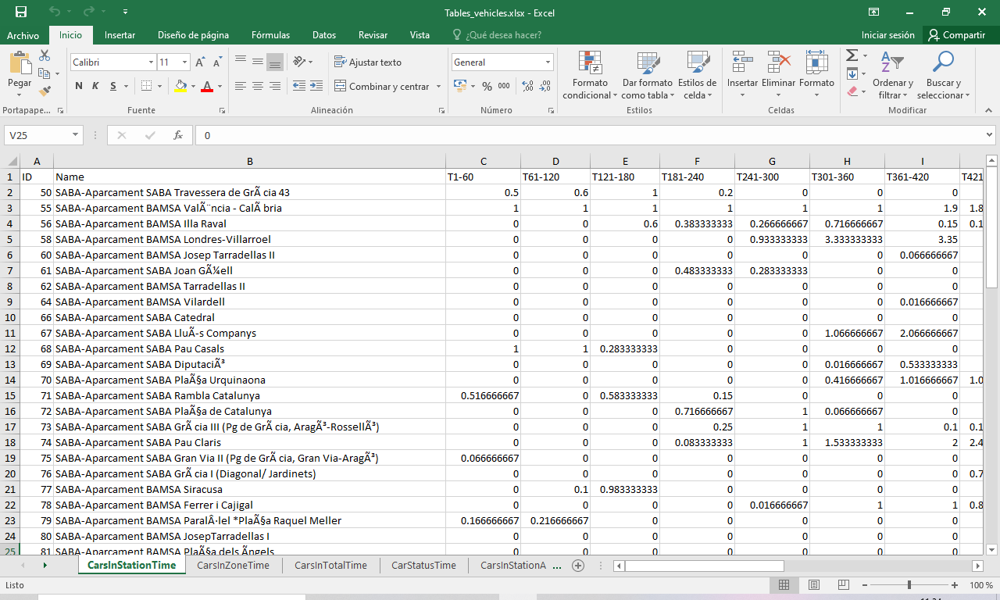 Tables_vehicles.xlsx - Excel
Archivo Inicio Insertar Diseño de página Fórmulas Datos Revisar Vista ¿Qué desea hacer? Iniciar sesión Compartir
Pegar Calibri 11 Ajustar texto General Formato condicional Dar formato como tabla Estilos de celda Insertar Eliminar Formato Ordenar y filtrar Buscar y seleccionar
N K S A Combinar y centrar % 000
Portapape... Fuente Alineación Número Estilos Celdas Modificar
V25 fx 0
A B C D E F G H I
1 ID Name T1-60 T61-120 T121-180 T181-240 T241-300 T301-360 T361-420 T421
2 50 SABA-Aparcament SABA Travessera de GrÃ cia 43 0.5 0.6 1 0.2 0 0 0
3 55 SABA-Aparcament BAMSA ValÃ¨ncia - CalÃ bria 1 1 1 1 1 1 1.9 1.8
4 56 SABA-Aparcament BAMSA Illa Raval 0 0 0.6 0.383333333 0.266666667 0.716666667 0.15 0.1
5 58 SABA-Aparcament BAMSA Londres-Villarroel 0 0 0 0 0.933333333 3.333333333 3.35
6 60 SABA-Aparcament BAMSA Josep Tarradellas II 0 0 0 0 0 0 0.066666667
7 61 SABA-Aparcament SABA Joan GÃ¼ell 0 0 0 0.483333333 0.283333333 0 0
8 62 SABA-Aparcament BAMSA Tarradellas II 0 0 0 0 0 0 0
9 64 SABA-Aparcament BAMSA Vilardell 0 0 0 0 0 0 0.016666667
10 66 SABA-Aparcament SABA Catedral 0 0 0 0 0 0 0
11 67 SABA-Aparcament SABA LluÃ-s Companys 0 0 0 0 0 1.066666667 2.066666667
12 68 SABA-Aparcament SABA Pau Casals 1 1 0.283333333 0 0 0 0
13 69 SABA-Aparcament SABA DiputaciÃ³ 0 0 0 0 0 0.016666667 0.533333333
14 70 SABA-Aparcament SABA PlaÃ§a Urquinaona 0 0 0 0 0 0.416666667 1.016666667 1.0
15 71 SABA-Aparcament SABA Rambla Catalunya 0.516666667 0 0.583333333 0.15 0 0 0
16 72 SABA-Aparcament SABA PlaÃ§a de Catalunya 0 0 0 0.716666667 1 0.066666667 0
17 73 SABA-Aparcament SABA GrÃ cia III (Pg de GrÃ cia, AragÃ³-RossellÃ³) 0 0 0 0.25 1 1 0.1 0.1
18 74 SABA-Aparcament SABA Pau Claris 0 0 0 0.083333333 1 1.533333333 2 2.4
19 75 SABA-Aparcament SABA Gran Via II (Pg de GrÃ cia, Gran Via-AragÃ³) 0.066666667 0 0 0 0 0 0
20 76 SABA-Aparcament SABA GrÃ cia I (Diagonal/ Jardinets) 0 0 0 0 0 0 0 0.7
21 77 SABA-Aparcament BAMSA Siracusa 0 0.1 0.983333333 0 0 0 0
22 78 SABA-Aparcament BAMSA Ferrer i Cajigal 0 0 0 0 0.016666667 1 1 0.8
23 79 SABA-Aparcament BAMSA ParalÂ·lel *PlaÃ§a Raquel Meller 0.166666667 0.216666667 0 0 0 0 0
24 80 SABA-Aparcament BAMSA JosepTarradellas I 0 0 0 0 0 0 0
25 81 SABA-Aparcament BAMSA PlaÃ§a dels Ãngels 0 0 0 0 0 0 0
CarsInStationTime CarsInZoneTime CarsInTotalTime CarStatusTime CarsInStationA ...
Listo 100 %